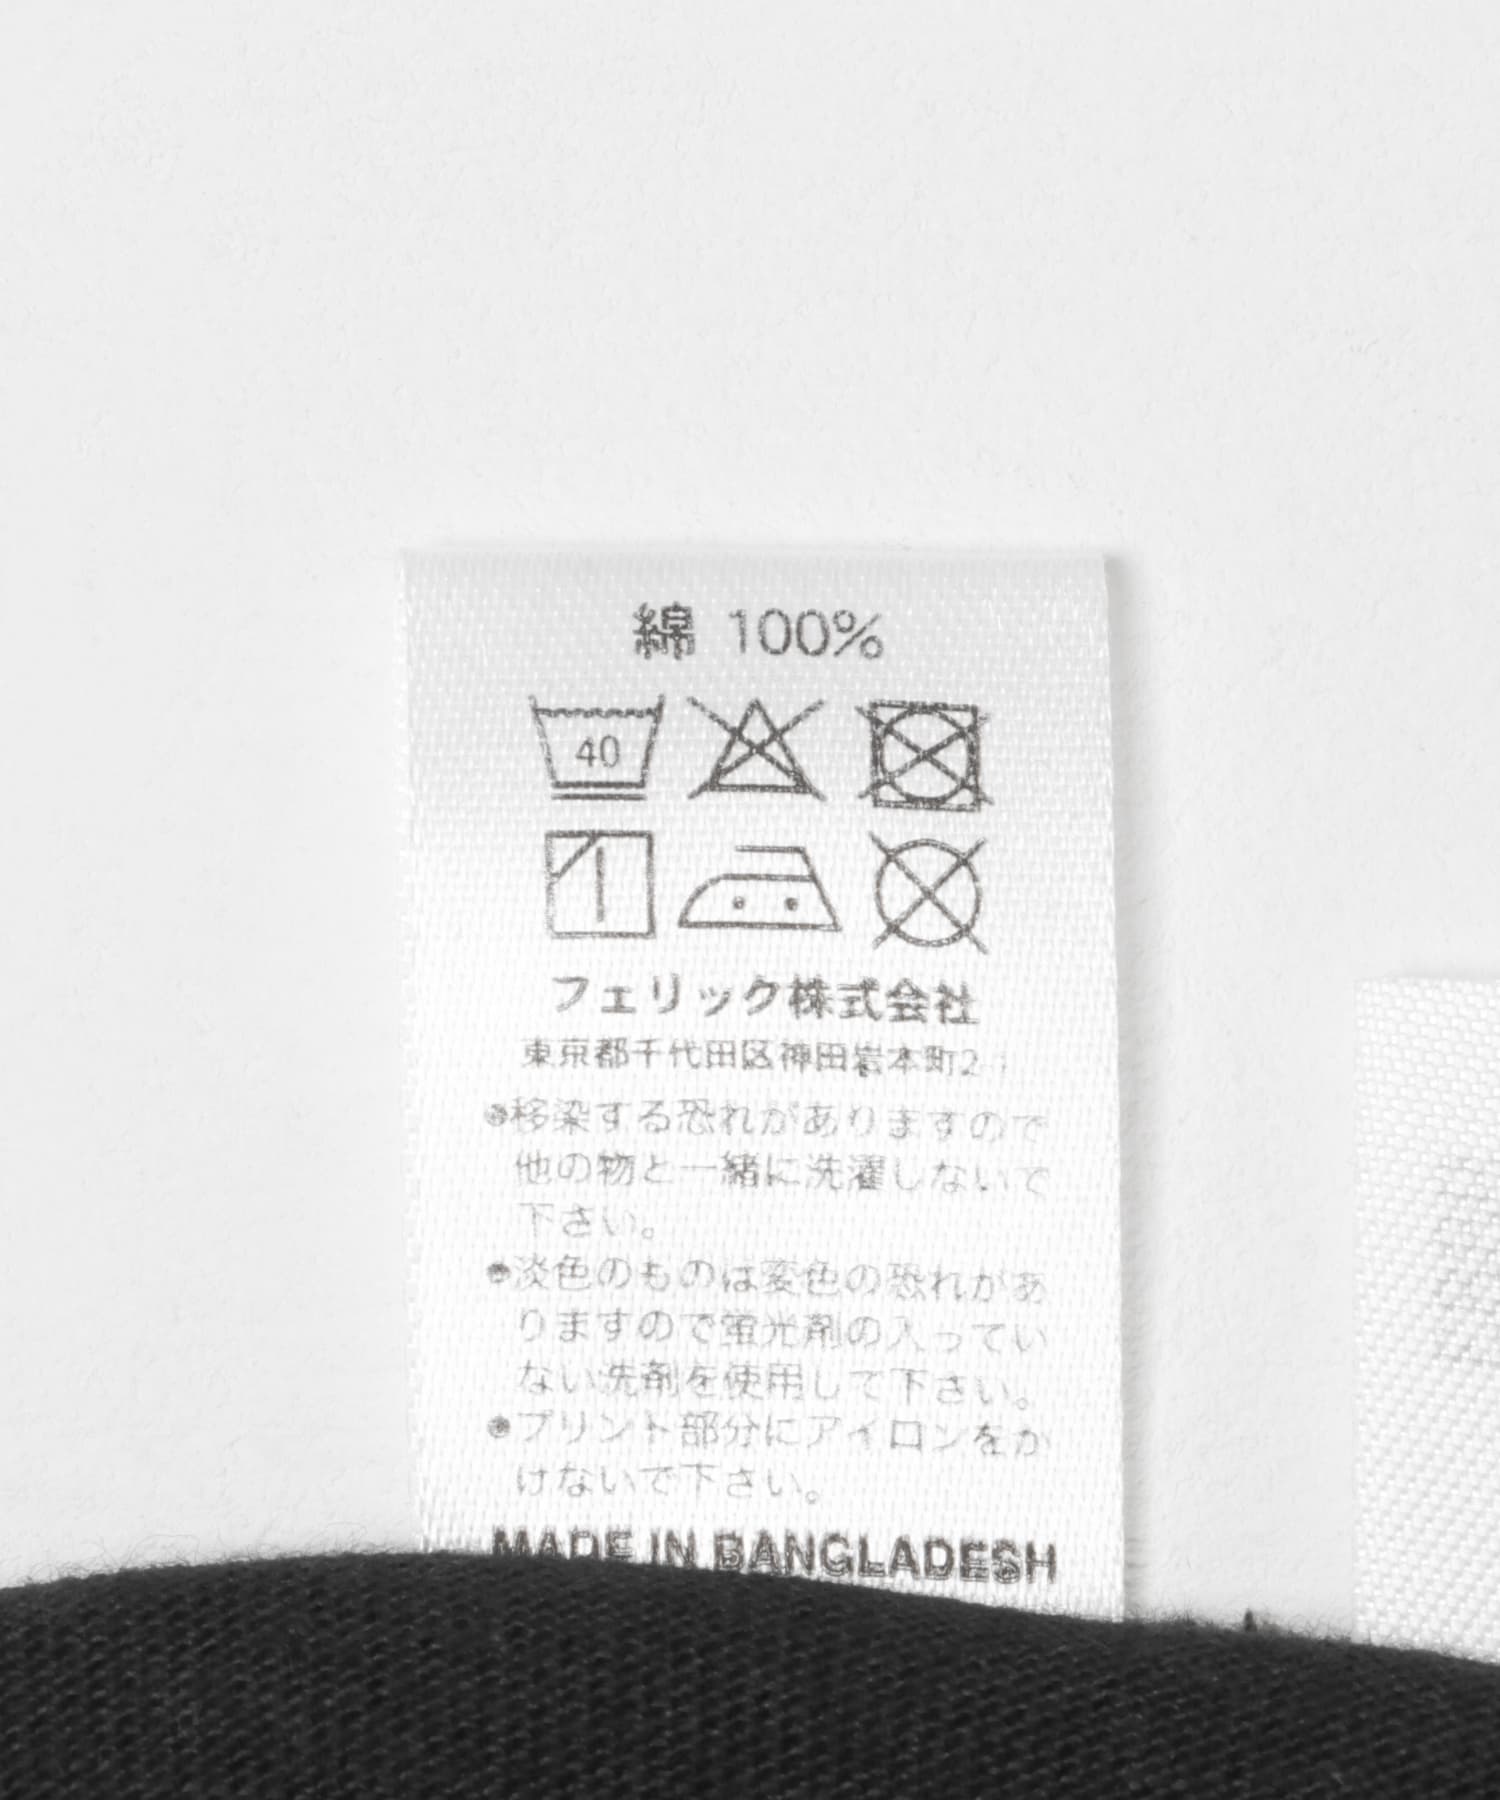 綿 100%
40
フェリック株式会社
東京都千代田区神田岩本町2
●移染する恐れがありますので
他の物と一緒に洗濯しないで
下さい。
●淡色のものは変色の恐れがあ
りますので蛍光剤の入ってい
ない洗剤を使用して下さい。
●プリント部分にアイロンをか
けないで下さい。
MADE IN BANGLADESH